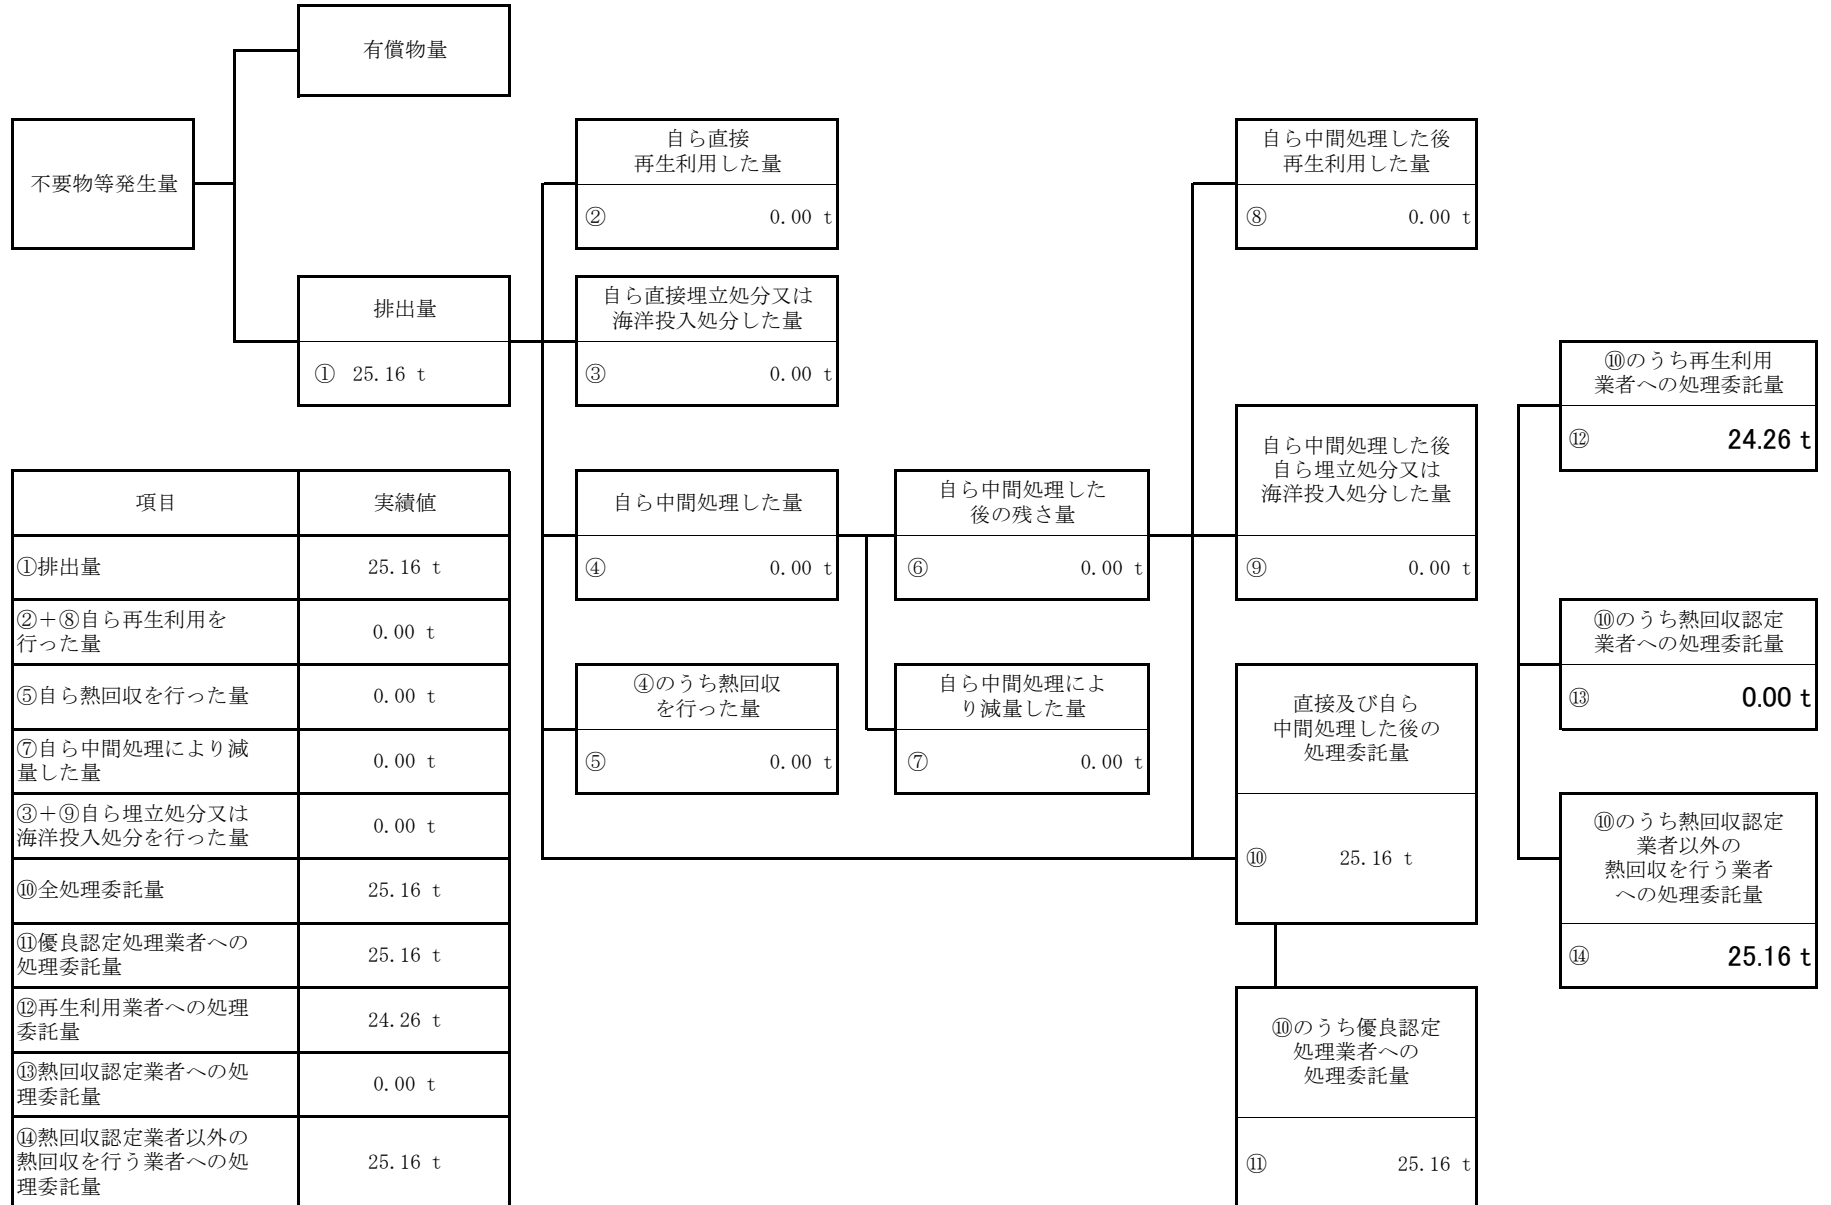 有償物量
不要物等発生量
自ら直接
再生利用した量
② 0.00 t
自ら中間処理した後
再生利用した量
⑧ 0.00 t
排出量
① 25.16 t
自ら直接埋立処分又は
海洋投入処分した量
③ 0.00 t
⑩のうち再生利用
業者への処理委託量
⑫ 24.26 t
自ら中間処理した量
④ 0.00 t
自ら中間処理した
後の残さ量
⑥ 0.00 t
自ら中間処理した後
自ら埋立処分又は
海洋投入処分した量
⑨ 0.00 t
⑩のうち熱回収認定
業者への処理委託量
⑬ 0.00 t
④のうち熱回収
を行った量
⑤ 0.00 t
自ら中間処理によ
り減量した量
⑦ 0.00 t
直接及び自ら
中間処理した後の
処理委託量
⑩ 25.16 t
⑩のうち熱回収認定
業者以外の
熱回収を行う業者
への処理委託量
⑭ 25.16 t
⑩のうち優良認定
処理業者への
処理委託量
⑪ 25.16 t
項目 実績値
①排出量 25.16 t
②＋⑧自ら再生利用を
行った量 0.00 t
⑤自ら熱回収を行った量 0.00 t
⑦自ら中間処理により減
量した量 0.00 t
③＋⑨自ら埋立処分又は
海洋投入処分を行った量 0.00 t
⑩全処理委託量 25.16 t
⑪優良認定処理業者への
処理委託量 25.16 t
⑫再生利用業者への処理
委託量 24.26 t
⑬熱回収認定業者への処
理委託量 0.00 t
⑭熱回収認定業者以外の
熱回収を行う業者への処
理委託量 25.16 t